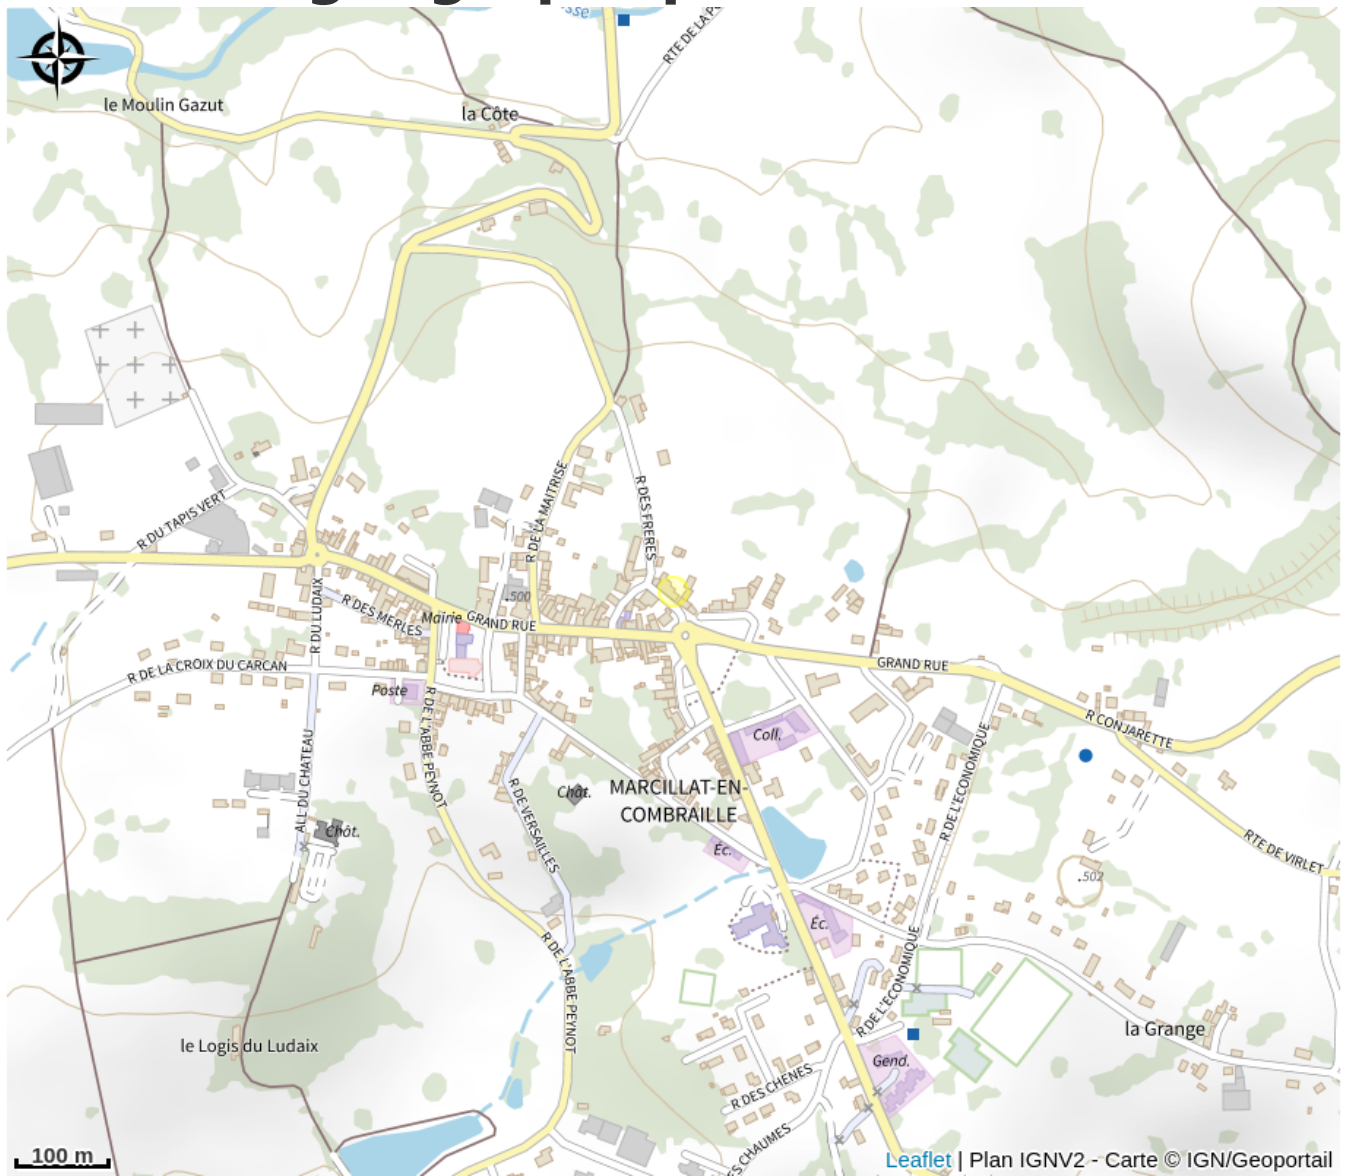 sse
RTE DE LA P
le Moulin Gazut
la Côte
R DE LA MAITRISE
R DES FRERES
R DU TAPIS VERT
.500
R DU LUDAIX
R DES MERLES
Mairie
GRAND RUE
GRAND RUE
R DE LA CROIX DU CARCAN
Poste
R DE L'ABBE PEYNOT
R CONJARETTE
Coll.
ALL DU CHATEAU
R DE L'ECONOMIQUE
Chât.
MARCILLAT-EN-
COMBRAILLE
R DE VERSAILLES
Chât.
Éc.
RTE DE VIRLET
.502
Éc.
R DE L'ABBE PEYNOT
R DE L'ECONOMIQUE
la Grange
le Logis du Ludaix
Gend.
R DES CHENES
ES CHAUMES
100 m
Leaflet | Plan IGNV2 - Carte © IGN/Geoportail